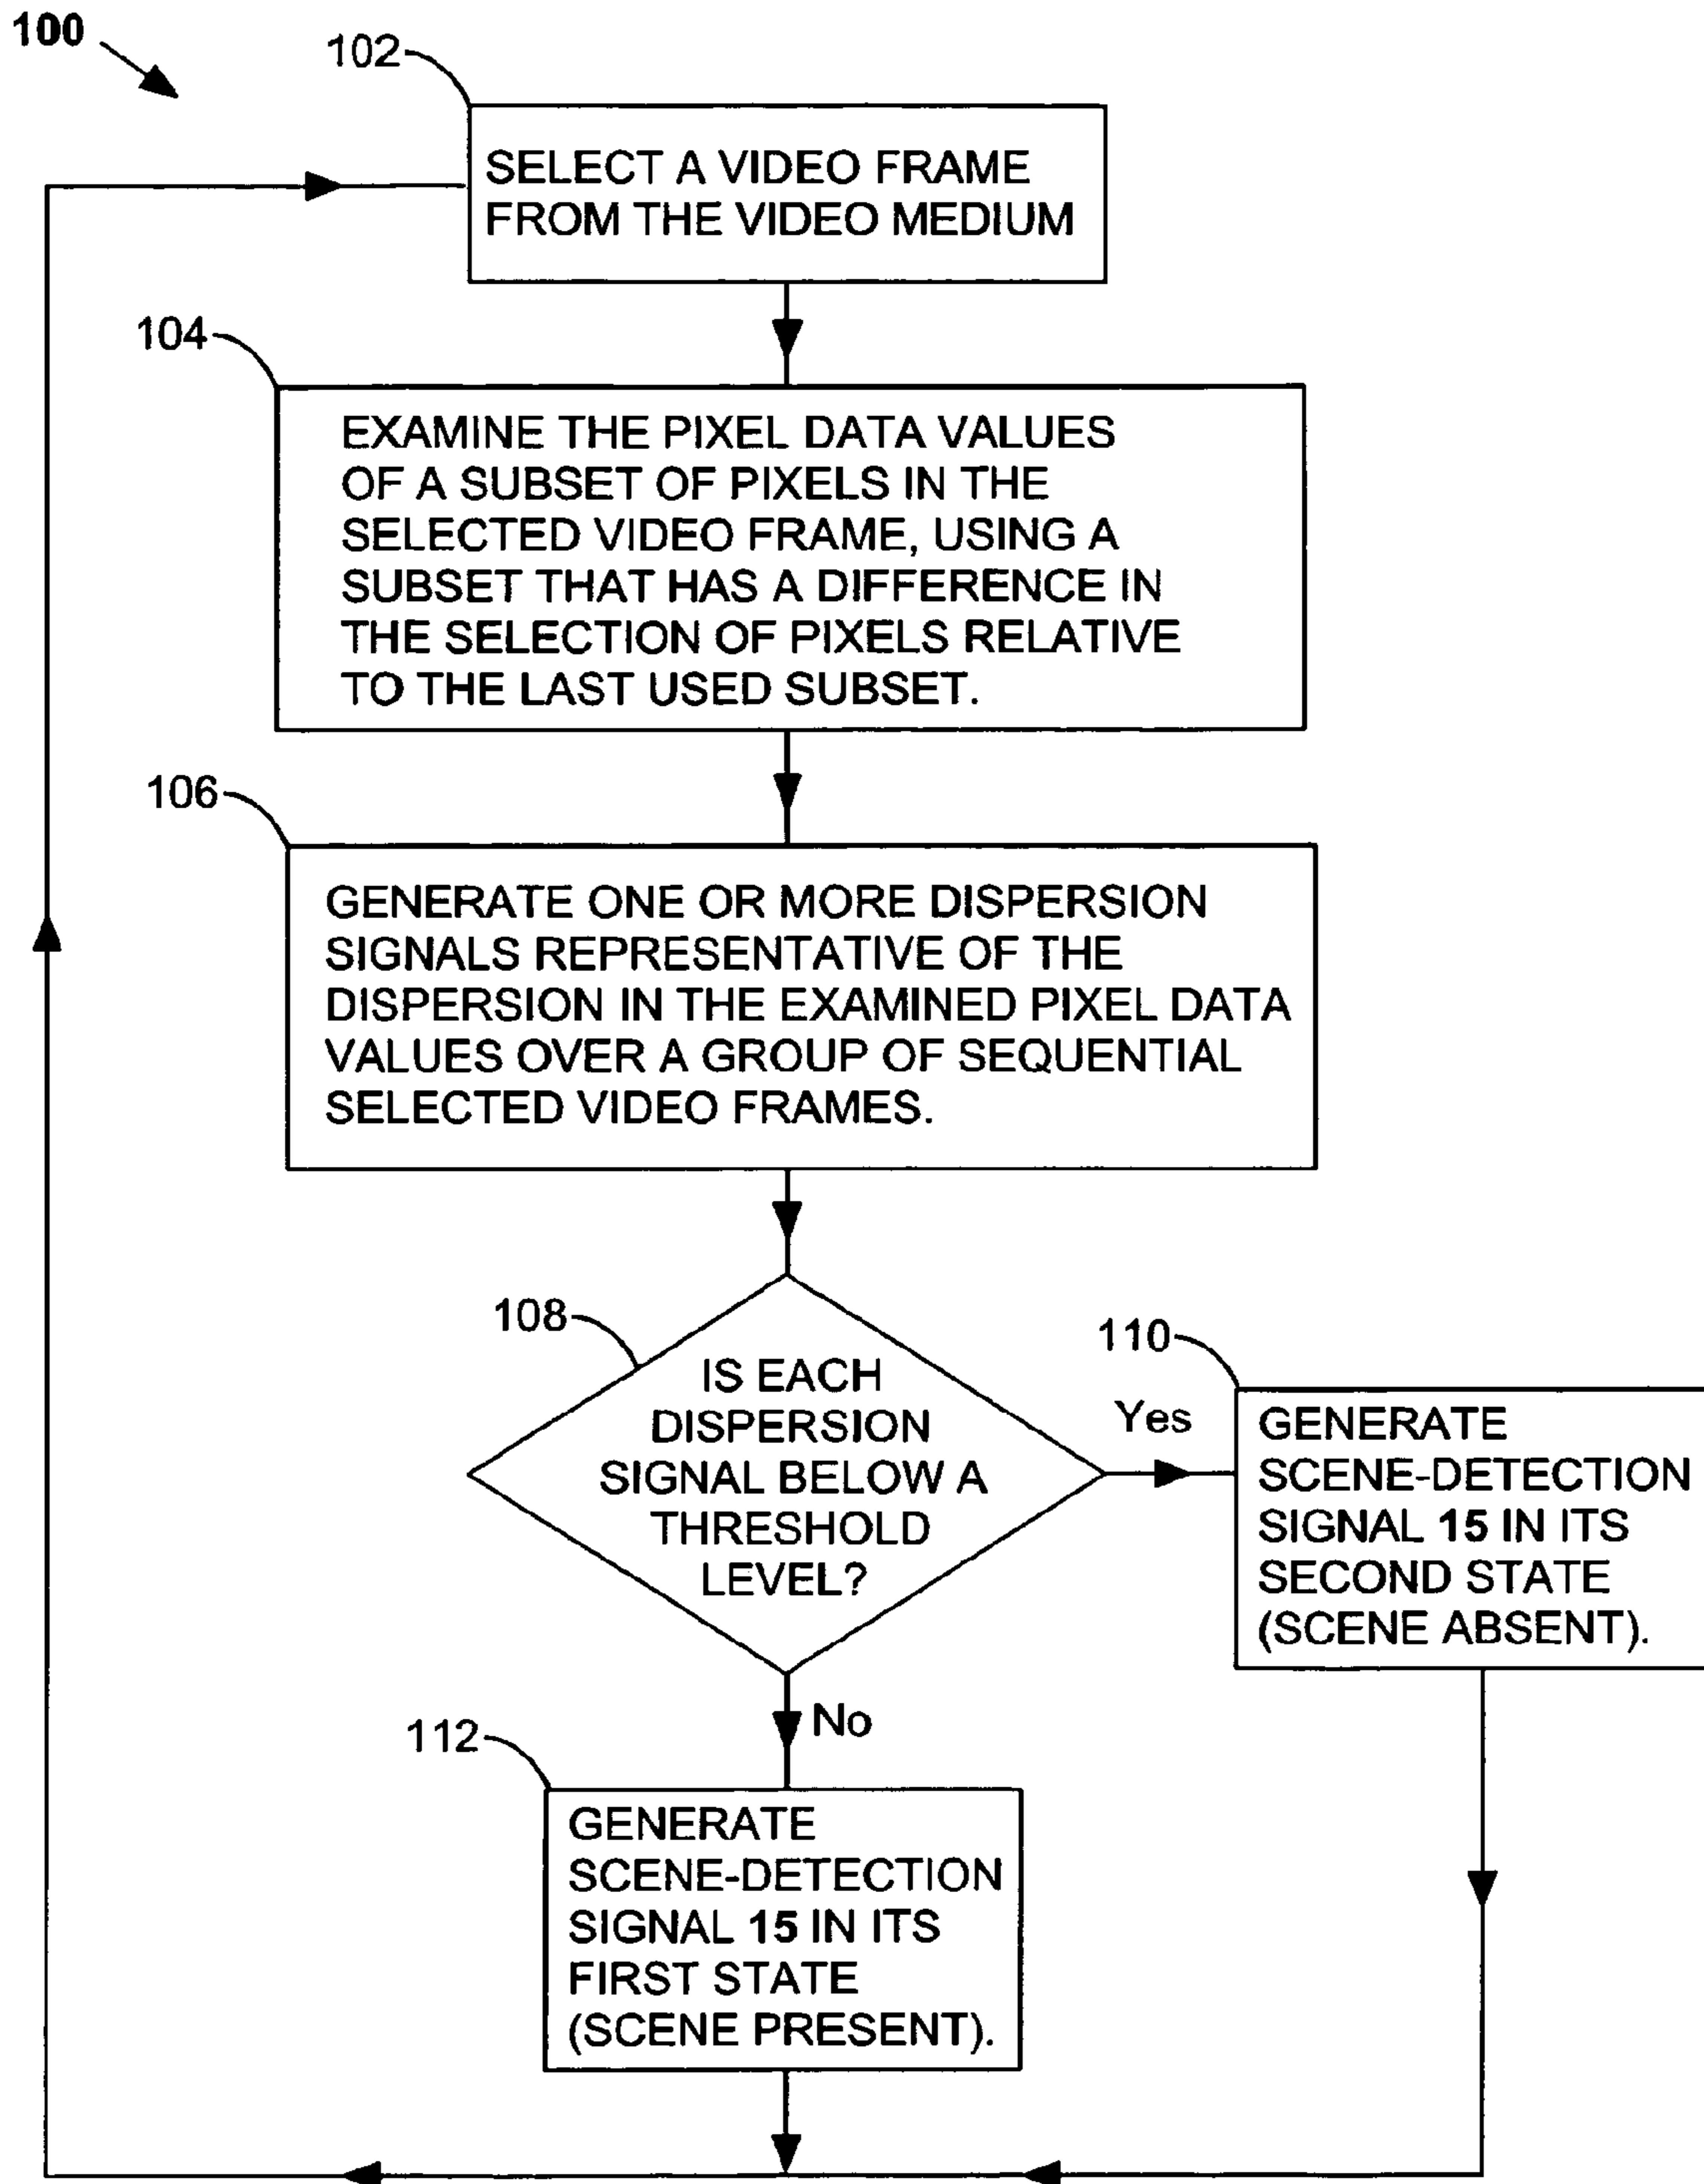 100
102
SELECT A VIDEO FRAME
FROM THE VIDEO MEDIUM
104
EXAMINE THE PIXEL DATA VALUES
OF A SUBSET OF PIXELS IN THE
SELECTED VIDEO FRAME, USING A
SUBSET THAT HAS A DIFFERENCE IN
THE SELECTION OF PIXELS RELATIVE
TO THE LAST USED SUBSET.
106
GENERATE ONE OR MORE DISPERSION
SIGNALS REPRESENTATIVE OF THE
DISPERSION IN THE EXAMINED PIXEL DATA
VALUES OVER A GROUP OF SEQUENTIAL
SELECTED VIDEO FRAMES.
108
IS EACH
DISPERSION
SIGNAL BELOW A
THRESHOLD
LEVEL?
Yes
110
GENERATE
SCENE-DETECTION
SIGNAL 15 IN ITS
SECOND STATE
(SCENE ABSENT).
No
112
GENERATE
SCENE-DETECTION
SIGNAL 15 IN ITS
FIRST STATE
(SCENE PRESENT).